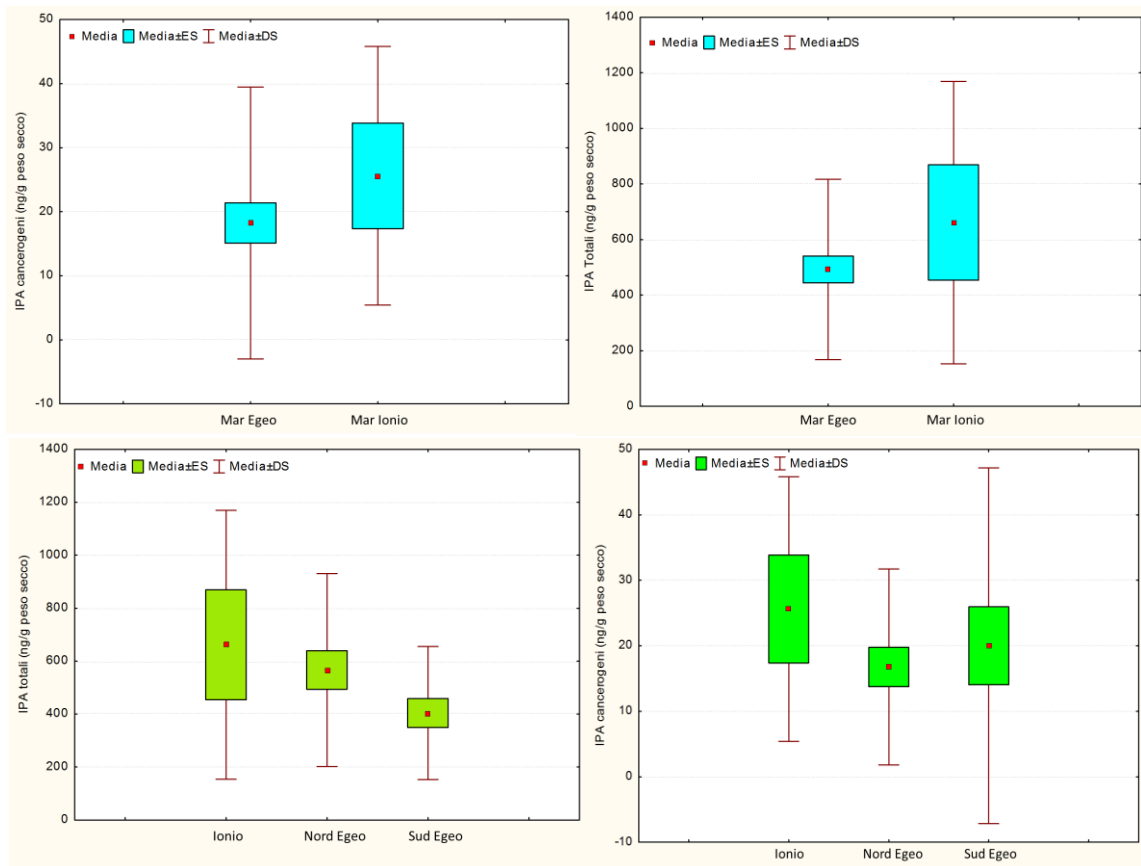 IPA cancerogeni (ng/g peso secco)
50
40
30
20
10
0
-10
Media Media±ES Media±DS
Mar Egeo Mar Ionio
IPA Totali (ng/g peso secco)
1400
1200
1000
800
600
400
200
0
Media Media±ES Media±DS
Mar Egeo Mar Ionio
IPA totali (ng/g peso secco)
1400
1200
1000
800
600
400
200
0
Media Media±ES Media±DS
Ionio Nord Egeo Sud Egeo
IPA cancerogeni (ng/g peso secco)
50
40
30
20
10
0
-10
Media Media±ES Media±DS
Ionio Nord Egeo Sud Egeo